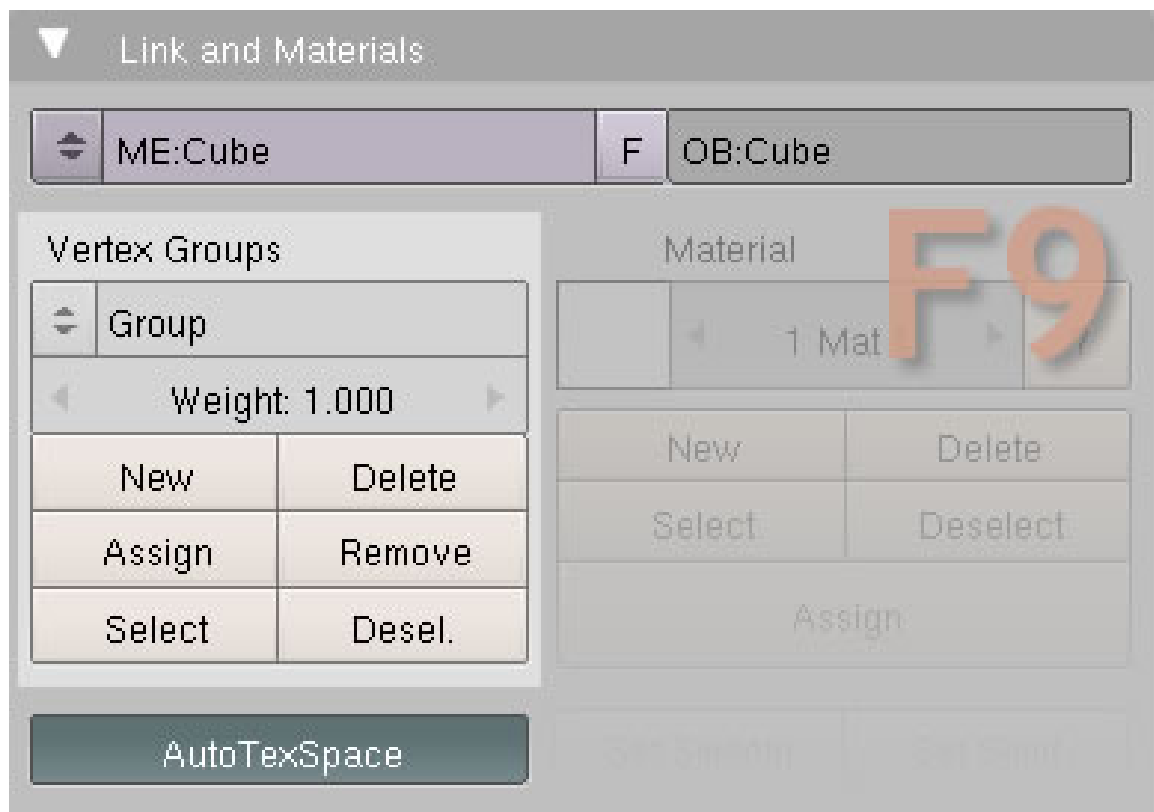 Link and Materials
ME:Cube F OB:Cube
Vertex Groups
Group
Weight: 1.000
New Delete
Assign Remove
Select Desel.
AutoTexSpace
Material
F9
1 Mat
New Delete
Select Deselect
Assign